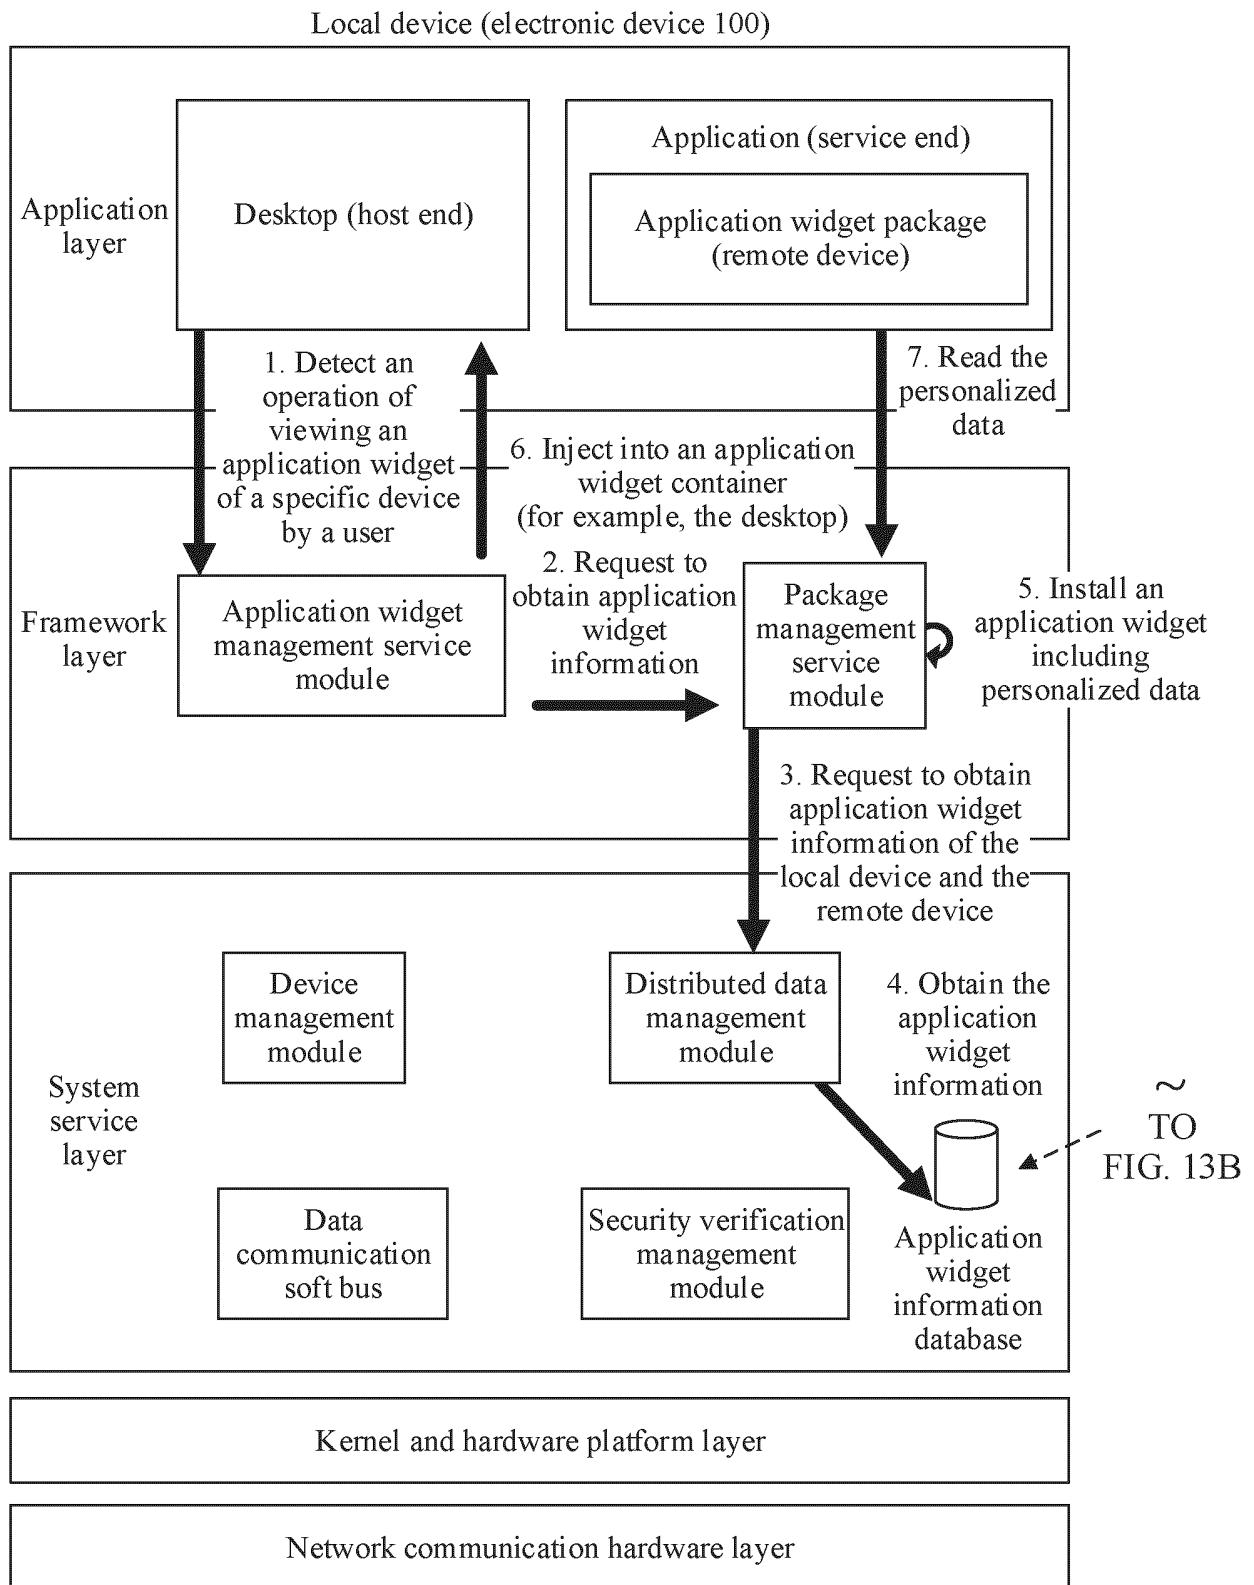 Local device (electronic device 100)
Application
layer
Desktop (host end)
Application (service end)
Application widget package
(remote device)
1. Detect an
operation of
viewing an
application widget
of a specific device
by a user
7. Read the
personalized
data
6. Inject into an application
widget container
(for example, the desktop)
Framework
layer
Application widget
management service
module
2. Request to
obtain application
widget
information
Package
management
service
module
5. Install an
application widget
including
personalized data
3. Request to obtain
application widget
information of the
local device and the
remote device
System
service
layer
Device
management
module
Distributed data
management
module
4. Obtain the
application
widget
information
~
TO
FIG. 13B
Data
communication
soft bus
Security verification
management
module
Application
widget
information
database
Kernel and hardware platform layer
Network communication hardware layer